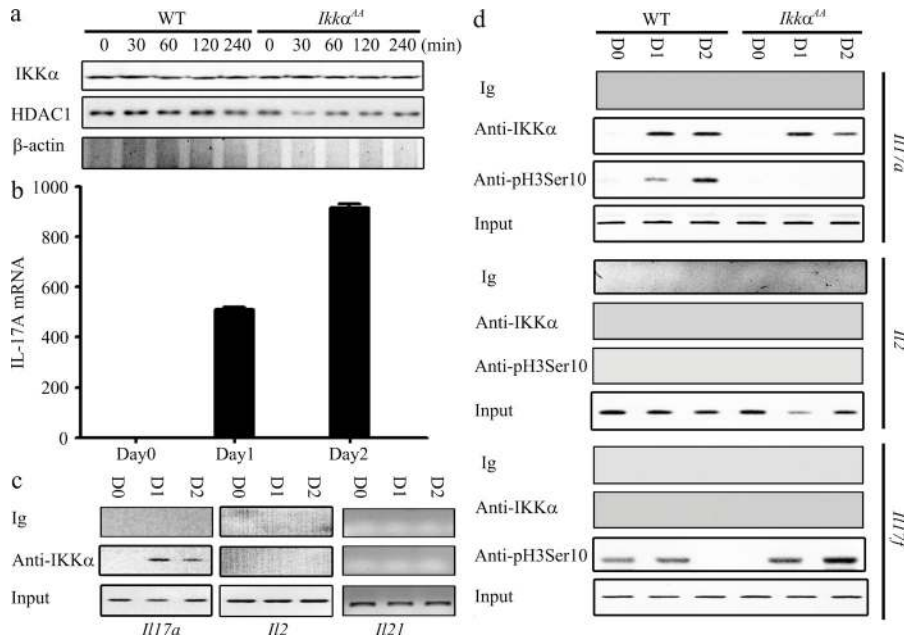 a
WT
Ikkα^AA
0 30 60 120 240 0 30 60 120 240 (min)
IKKα
HDAC1
β-actin
b
IL-17A mRNA
1000
800
600
400
200
0
Day0 Day1 Day2
c
D0 D1 D2 D0 D1 D2 D0 D1 D2
Ig
Anti-IKKα
Input
Il17a Il2 Il21
d
WT
Ikkα^AA
D0 D1 D2 D0 D1 D2
Ig
Anti-IKKα
Anti-pH3Ser10
Input
Il17a
Ig
Anti-IKKα
Anti-pH3Ser10
Input
Il2
Ig
Anti-IKKα
Anti-pH3Ser10
Input
Il17f